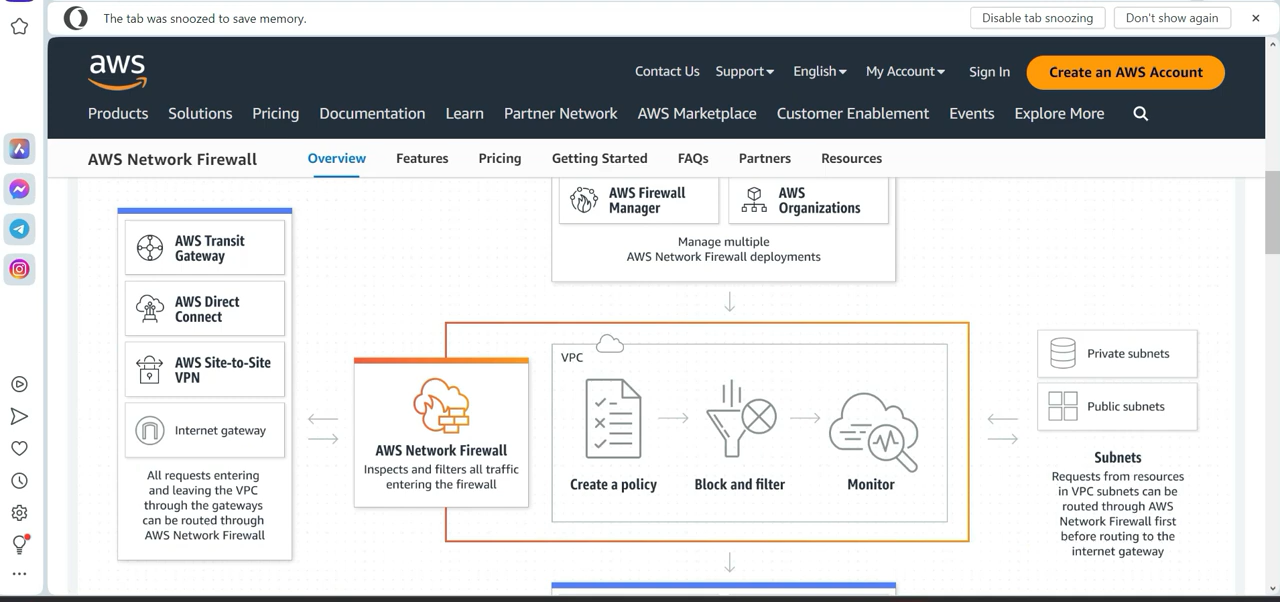 The tab was snoozed to save memory.
Disable tab snoozing
Don't show again
aws
Contact Us
Support
English
My Account
Sign In
Create an AWS Account
Products
Solutions
Pricing
Documentation
Learn
Partner Network
AWS Marketplace
Customer Enablement
Events
Explore More
AWS Network Firewall
Overview
Features
Pricing
Getting Started
FAQs
Partners
Resources
AWS Firewall
Manager
AWS
Organizations
Manage multiple
AWS Network Firewall deployments
AWS Transit
Gateway
AWS Direct
Connect
AWS Site-to-Site
VPN
Internet gateway
All requests entering
and leaving the VPC
through the gateways
can be routed through
AWS Network Firewall
AWS Network Firewall
Inspects and filters all traffic
entering the firewall
VPC
Create a policy
Block and filter
Monitor
Private subnets
Public subnets
Subnets
Requests from resources
in VPC subnets can be
routed through AWS
Network Firewall first
before routing to the
internet gateway